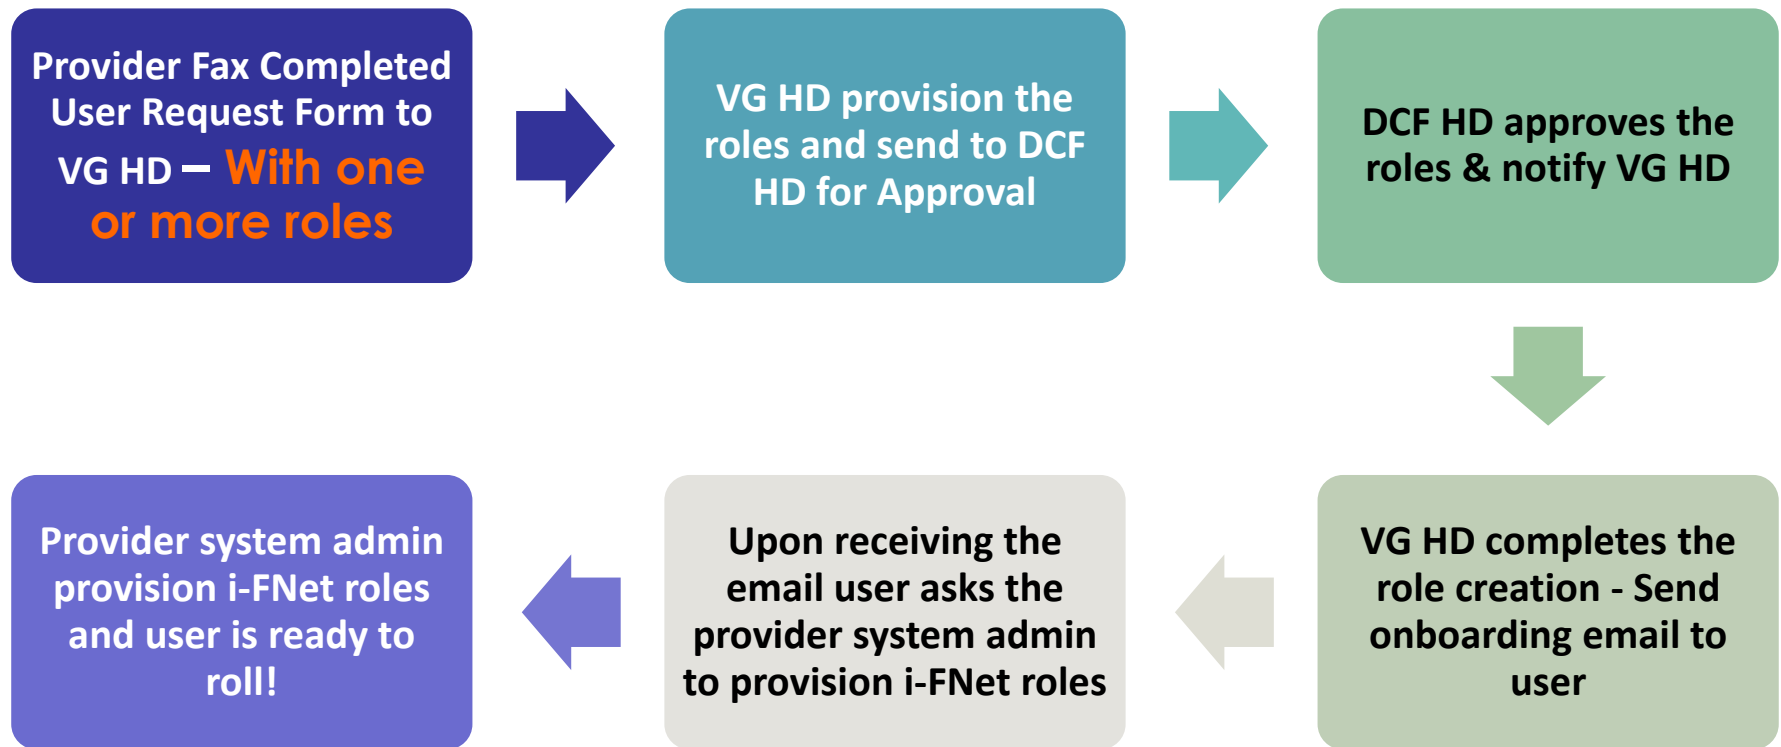 Provider Fax Completed
User Request Form to
VG HD – With one
or more roles
VG HD provision the
roles and send to DCF
HD for Approval
DCF HD approves the
roles & notify VG HD
VG HD completes the
role creation - Send
onboarding email to
user
Upon receiving the
email user asks the
provider system admin
to provision i-FNet roles
Provider system admin
provision i-FNet roles
and user is ready to
roll!